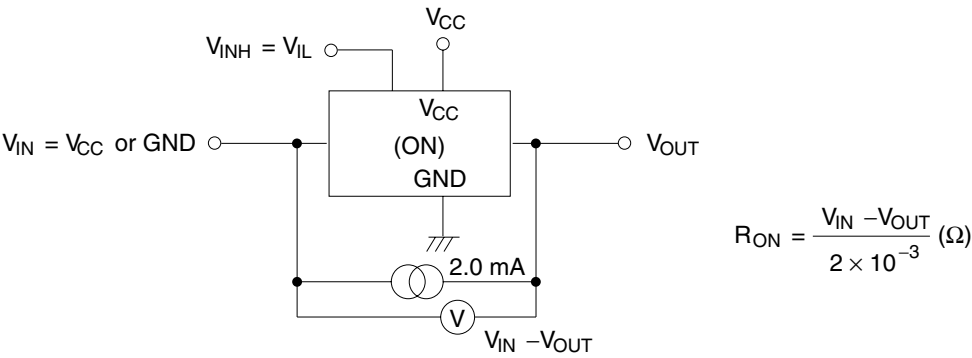 V_CC
V_INH = V_IL
V_CC
V_IN = V_CC or GND
(ON)
V_OUT
GND
R_ON = (V_IN −V_OUT) / (2 × 10^−3) (Ω)
2.0 mA
V
V_IN −V_OUT